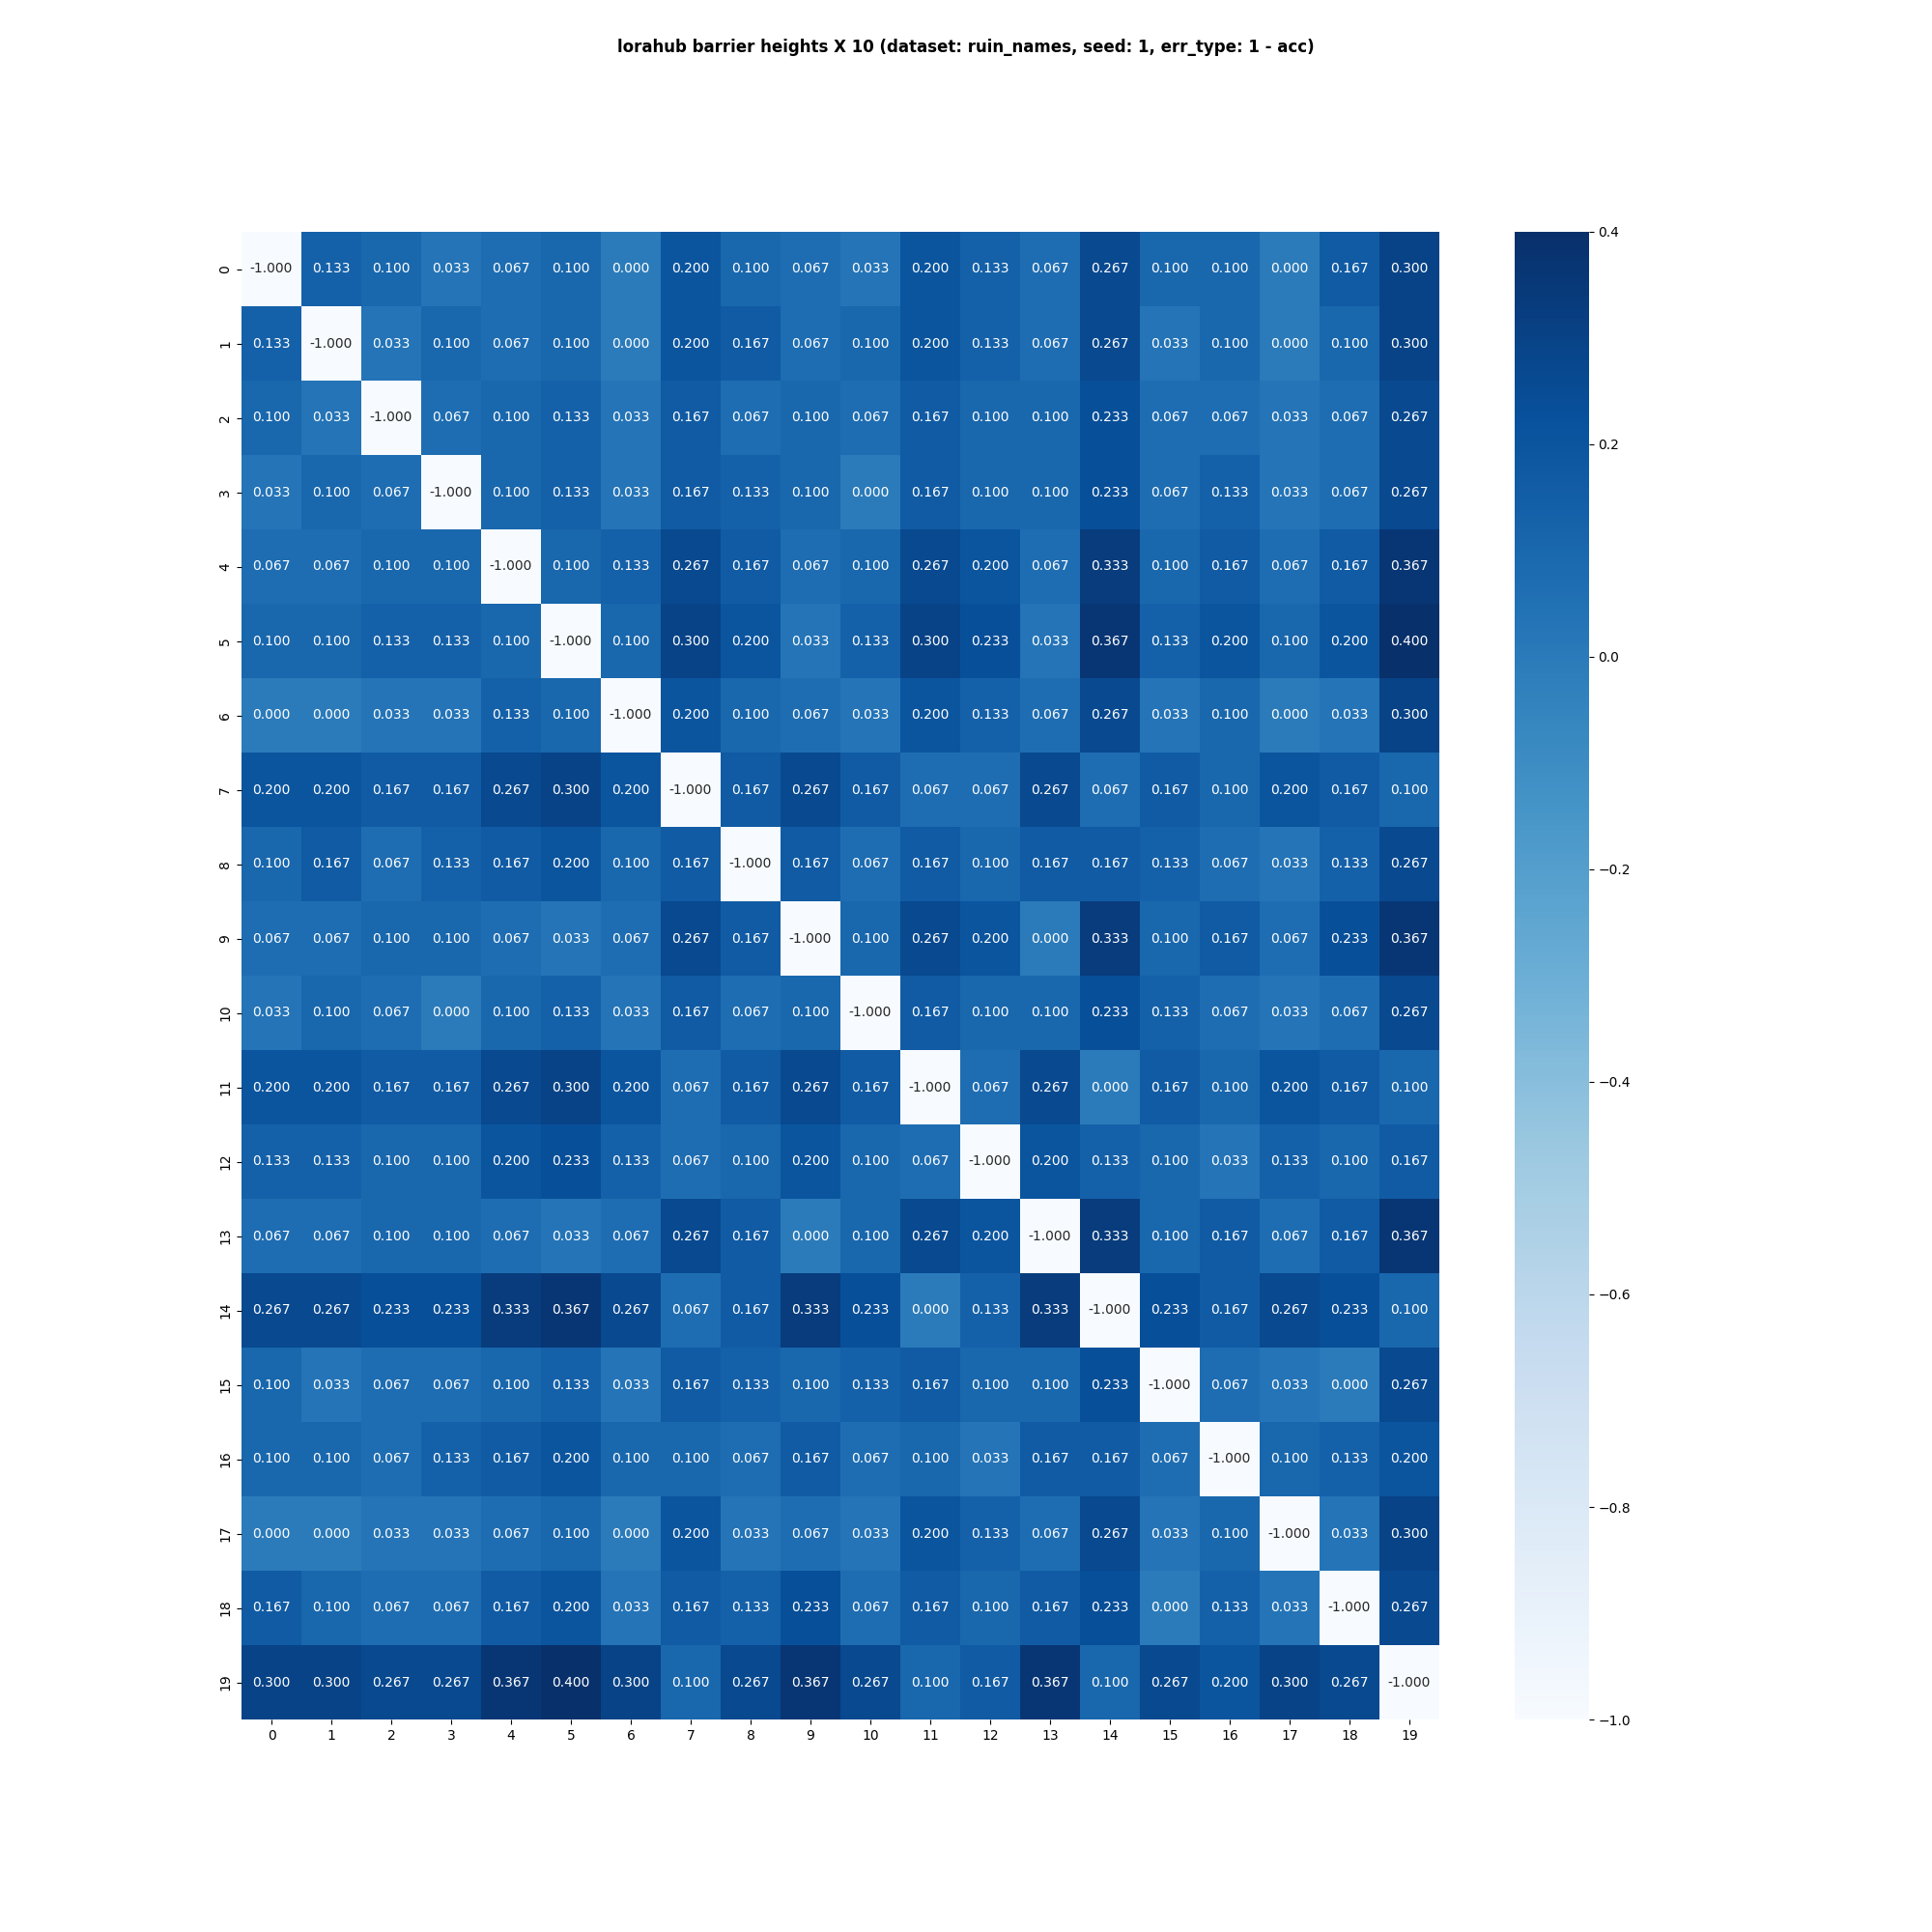 lorahub barrier heights X 10 (dataset: ruin_names, seed: 1, err_type: 1 - acc)
0 -1.000 0.133 0.100 0.033 0.067 0.100 0.000 0.200 0.100 0.067 0.033 0.200 0.133 0.067 0.267 0.100 0.100 0.000 0.167 0.300
1 0.133 -1.000 0.033 0.100 0.067 0.100 0.000 0.200 0.167 0.067 0.100 0.200 0.133 0.067 0.267 0.033 0.100 0.000 0.100 0.300
2 0.100 0.033 -1.000 0.067 0.100 0.133 0.033 0.167 0.067 0.100 0.067 0.167 0.100 0.100 0.233 0.067 0.067 0.033 0.067 0.267
3 0.033 0.100 0.067 -1.000 0.100 0.133 0.033 0.167 0.133 0.100 0.000 0.167 0.100 0.100 0.233 0.067 0.133 0.033 0.067 0.267
4 0.067 0.067 0.100 0.100 -1.000 0.100 0.133 0.267 0.167 0.067 0.100 0.267 0.200 0.067 0.333 0.100 0.167 0.067 0.167 0.367
5 0.100 0.100 0.133 0.133 0.100 -1.000 0.100 0.300 0.200 0.033 0.133 0.300 0.233 0.033 0.367 0.133 0.200 0.100 0.200 0.400
6 0.000 0.000 0.033 0.033 0.133 0.100 -1.000 0.200 0.100 0.067 0.033 0.200 0.133 0.067 0.267 0.033 0.100 0.000 0.033 0.300
7 0.200 0.200 0.167 0.167 0.267 0.300 0.200 -1.000 0.167 0.267 0.167 0.067 0.067 0.267 0.067 0.167 0.100 0.200 0.167 0.100
8 0.100 0.167 0.067 0.133 0.167 0.200 0.100 0.167 -1.000 0.167 0.067 0.167 0.100 0.167 0.167 0.133 0.067 0.033 0.133 0.267
9 0.067 0.067 0.100 0.100 0.067 0.033 0.067 0.267 0.167 -1.000 0.100 0.267 0.200 0.000 0.333 0.100 0.167 0.067 0.233 0.367
10 0.033 0.100 0.067 0.000 0.100 0.133 0.033 0.167 0.067 0.100 -1.000 0.167 0.100 0.100 0.233 0.133 0.067 0.033 0.067 0.267
11 0.200 0.200 0.167 0.167 0.267 0.300 0.200 0.067 0.167 0.267 0.167 -1.000 0.067 0.267 0.000 0.167 0.100 0.200 0.167 0.100
12 0.133 0.133 0.100 0.100 0.200 0.233 0.133 0.067 0.100 0.200 0.100 0.067 -1.000 0.200 0.133 0.100 0.033 0.133 0.100 0.167
13 0.067 0.067 0.100 0.100 0.067 0.033 0.067 0.267 0.167 0.000 0.100 0.267 0.200 -1.000 0.333 0.100 0.167 0.067 0.167 0.367
14 0.267 0.267 0.233 0.233 0.333 0.367 0.267 0.067 0.167 0.333 0.233 0.000 0.133 0.333 -1.000 0.233 0.167 0.267 0.233 0.100
15 0.100 0.033 0.067 0.067 0.100 0.133 0.033 0.167 0.133 0.100 0.133 0.167 0.100 0.100 0.233 -1.000 0.067 0.033 0.000 0.267
16 0.100 0.100 0.067 0.133 0.167 0.200 0.100 0.100 0.067 0.167 0.067 0.100 0.033 0.167 0.167 0.067 -1.000 0.100 0.133 0.200
17 0.000 0.000 0.033 0.033 0.067 0.100 0.000 0.200 0.033 0.067 0.033 0.200 0.133 0.067 0.267 0.033 0.100 -1.000 0.033 0.300
18 0.167 0.100 0.067 0.067 0.167 0.200 0.033 0.167 0.133 0.233 0.067 0.167 0.100 0.167 0.233 0.000 0.133 0.033 -1.000 0.267
19 0.300 0.300 0.267 0.267 0.367 0.400 0.300 0.100 0.267 0.367 0.267 0.100 0.167 0.367 0.100 0.267 0.200 0.300 0.267 -1.000
0 1 2 3 4 5 6 7 8 9 10 11 12 13 14 15 16 17 18 19
0.4
0.2
0.0
−0.2
−0.4
−0.6
−0.8
−1.0